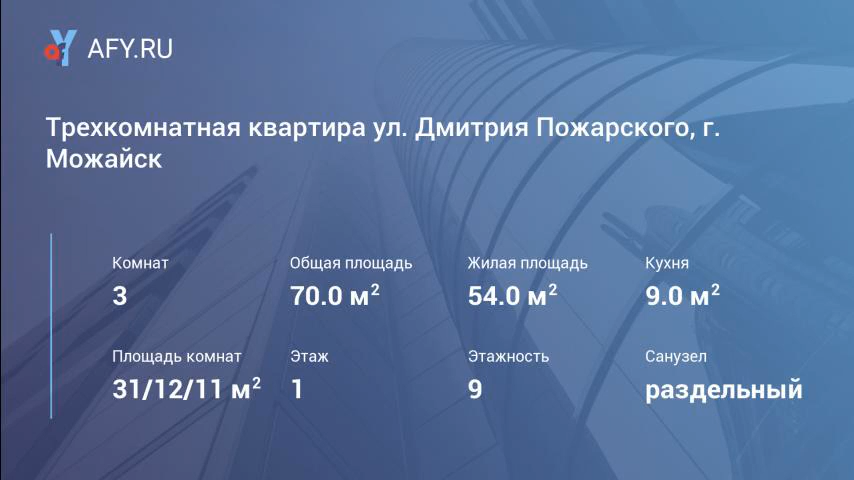 AFY.RU
Трехкомнатная квартира ул. Дмитрия Пожарского, г.
Можайск
Комнат
3
Общая площадь
70.0 м²
Жилая площадь
54.0 м²
Кухня
9.0 м²
Площадь комнат
31/12/11 м²
Этаж
1
Этажность
9
Санузел
раздельный